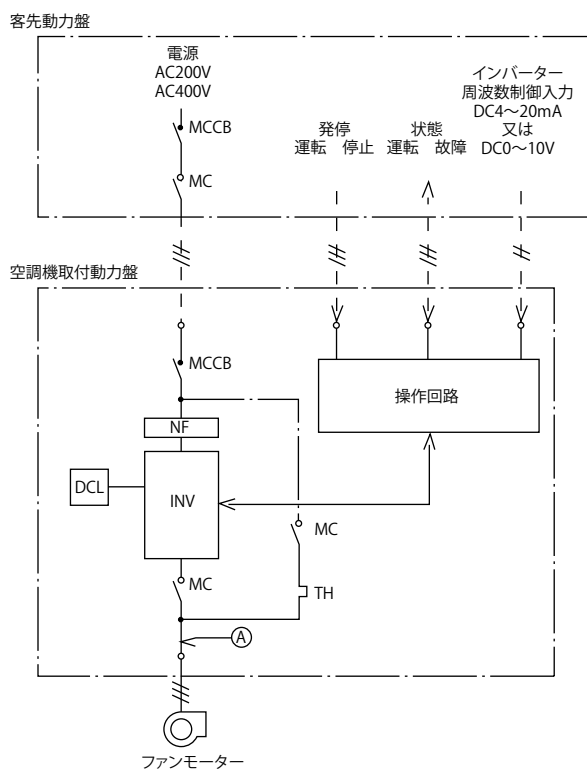 客先動力盤
電源
AC200V
AC400V
MCCB
MC
発停
運転 停止
状態
運転 故障
インバーター
周波数制御入力
DC4～20mA
又は
DC0～10V
空調機取付動力盤
MCCB
NF
DCL
INV
MC
操作回路
MC
TH
A
ファンモーター